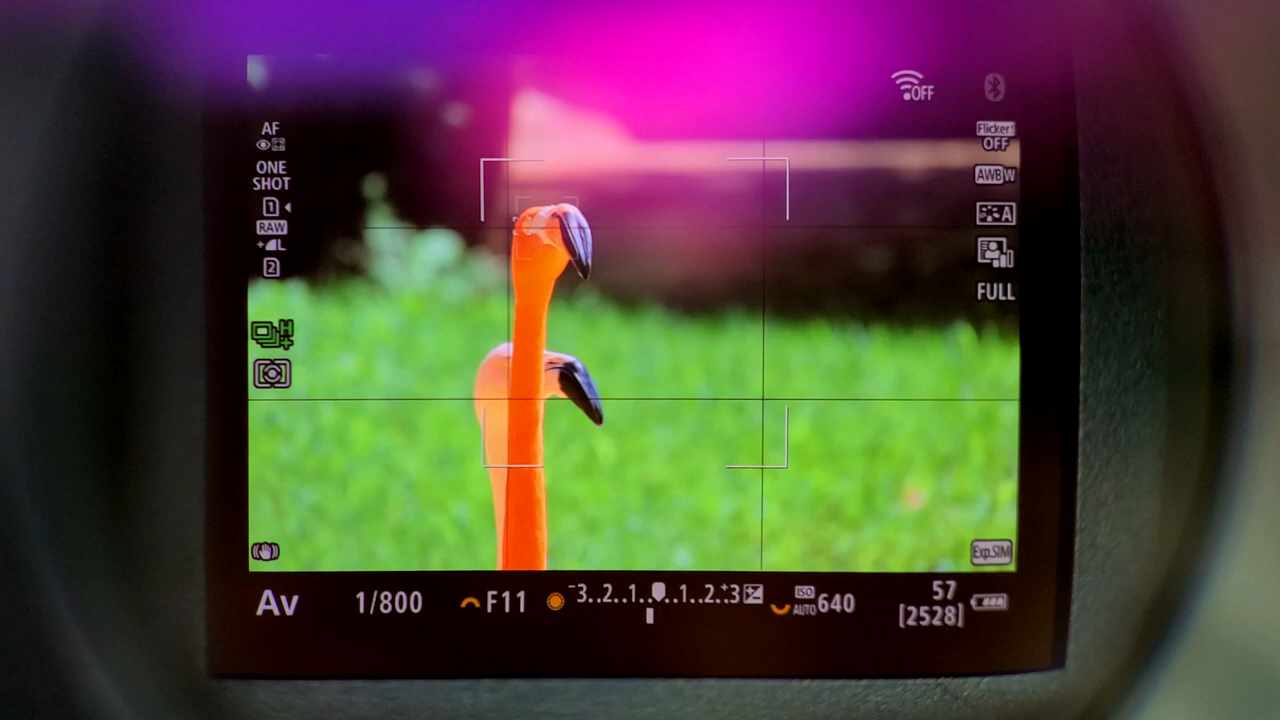 AF
ONE
SHOT
1
RAW
+L
2
H+
OFF
Flicker!
OFF
AWBW
A
FULL
Exp.SIM
Av 1/800 F11 -3..2..1..  ..1..2..+3 ISO AUTO 640 57
[2528]